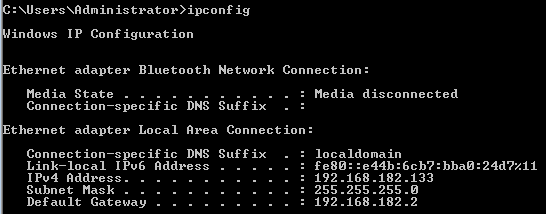 C:\Users\Administrator>ipconfig
Windows IP Configuration
Ethernet adapter Bluetooth Network Connection:
Media State . . . . . . . . . . . : Media disconnected
Connection-specific DNS Suffix  . :
Ethernet adapter Local Area Connection:
Connection-specific DNS Suffix  . : localdomain
Link-local IPv6 Address . . . . . : fe80::e44b:6cb7:bba0:24d7%11
IPv4 Address. . . . . . . . . . . : 192.168.182.133
Subnet Mask . . . . . . . . . . . : 255.255.255.0
Default Gateway . . . . . . . . . : 192.168.182.2